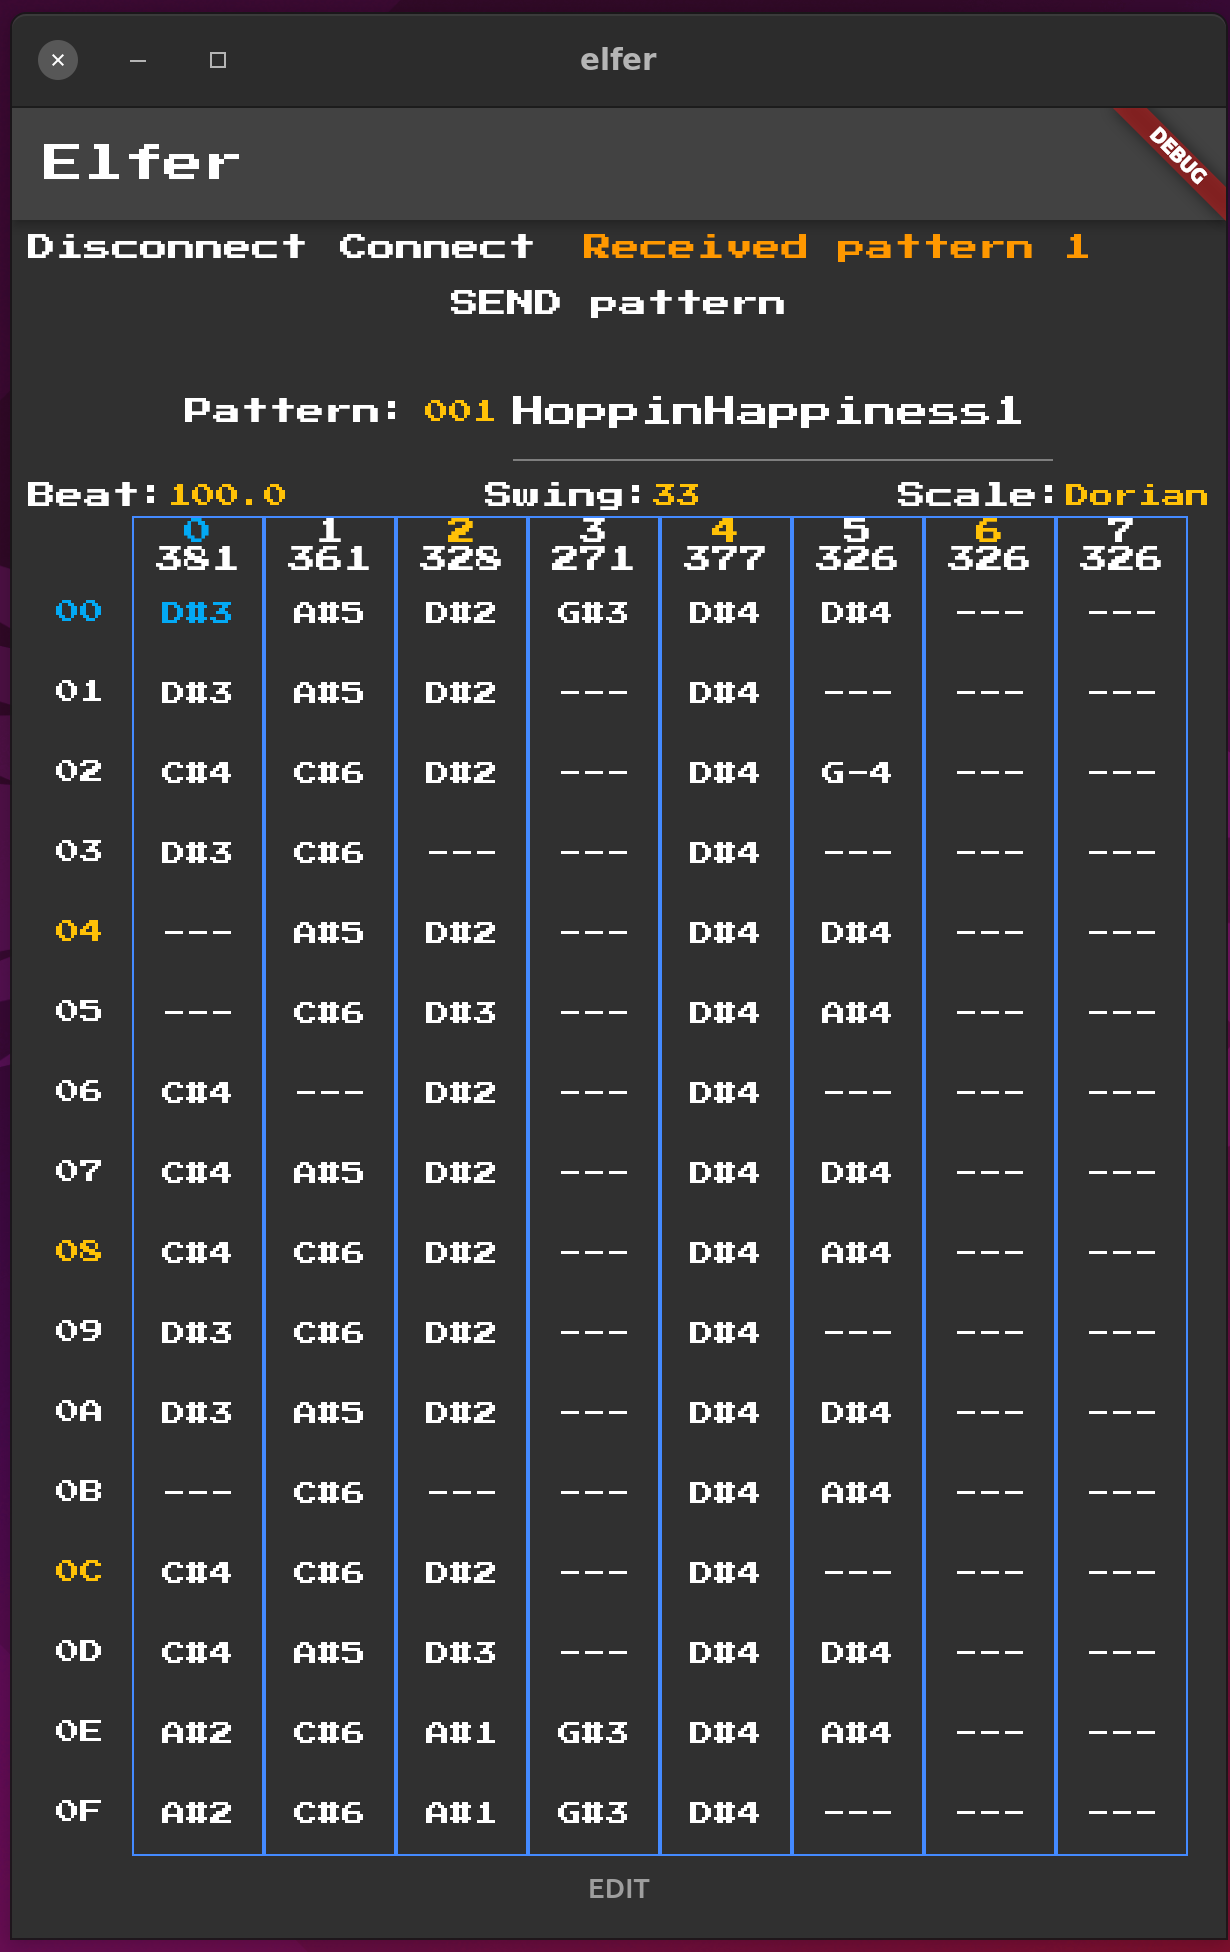 elfer
Elfer
DEBUG
Disconnect Connect Received pattern 1
SEND pattern
Pattern: 001 HoppinHappiness1
Beat:100.0 Swing:33 Scale:Dorian
0 1 2 3 4 5 6 7
381 361 328 271 377 326 326 326
00 D#3 A#5 D#2 G#3 D#4 D#4 --- ---
01 D#3 A#5 D#2 --- D#4 --- --- ---
02 C#4 C#6 D#2 --- D#4 G-4 --- ---
03 D#3 C#6 --- --- D#4 --- --- ---
04 --- A#5 D#2 --- D#4 D#4 --- ---
05 --- C#6 D#3 --- D#4 A#4 --- ---
06 C#4 --- D#2 --- D#4 --- --- ---
07 C#4 A#5 D#2 --- D#4 D#4 --- ---
08 C#4 C#6 D#2 --- D#4 A#4 --- ---
09 D#3 C#6 D#2 --- D#4 --- --- ---
0A D#3 A#5 D#2 --- D#4 D#4 --- ---
0B --- C#6 --- --- D#4 A#4 --- ---
0C C#4 C#6 D#2 --- D#4 --- --- ---
0D C#4 A#5 D#3 --- D#4 D#4 --- ---
0E A#2 C#6 A#1 G#3 D#4 A#4 --- ---
0F A#2 C#6 A#1 G#3 D#4 --- --- ---
EDIT